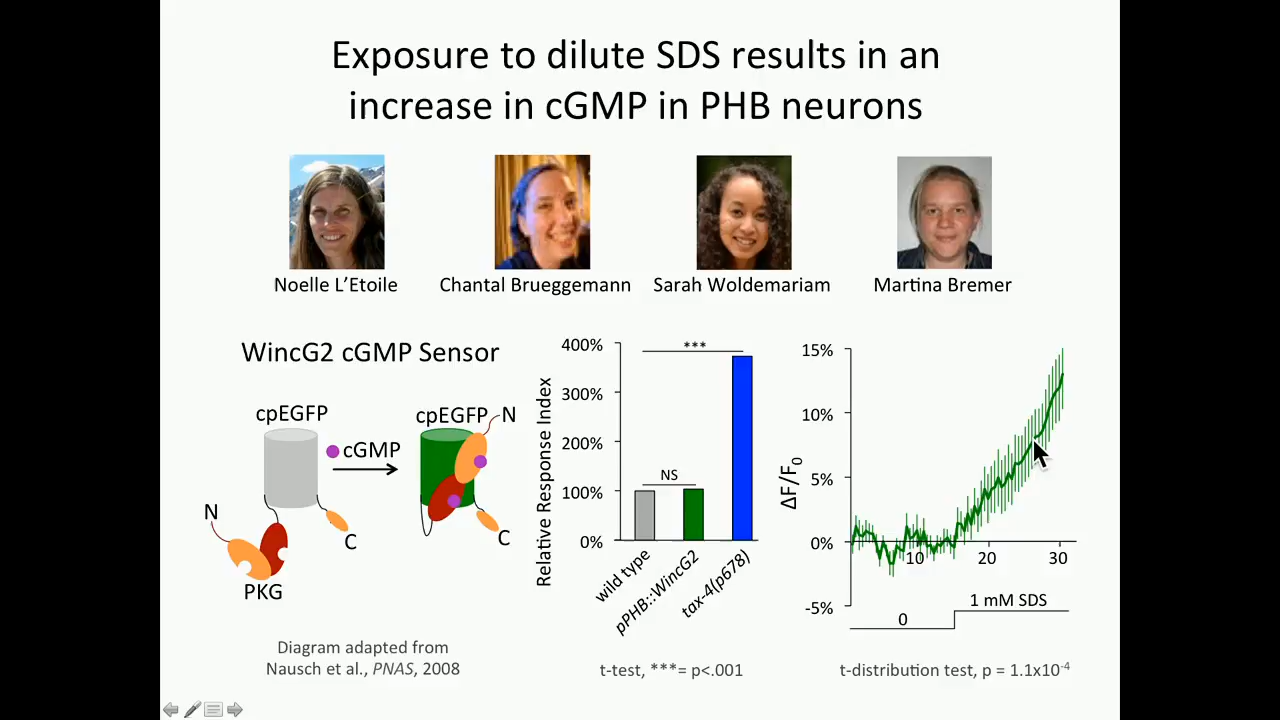 Exposure to dilute SDS results in an
increase in cGMP in PHB neurons
Noelle L’Etoile
Chantal Brueggemann
Sarah Woldemariam
Martina Bremer
WincG2 cGMP Sensor
cpEGFP
cGMP
cpEGFP
N
N
C
C
PKG
Diagram adapted from
Nausch et al., PNAS, 2008
Relative Response Index
400%
300%
200%
100%
0%
***
NS
wild type
pPHB::WincG2
tax-4(p678)
t-test, ***= p<.001
ΔF/F0
15%
10%
5%
0%
-5%
10
20
30
0
1 mM SDS
t-distribution test, p = 1.1x10-4